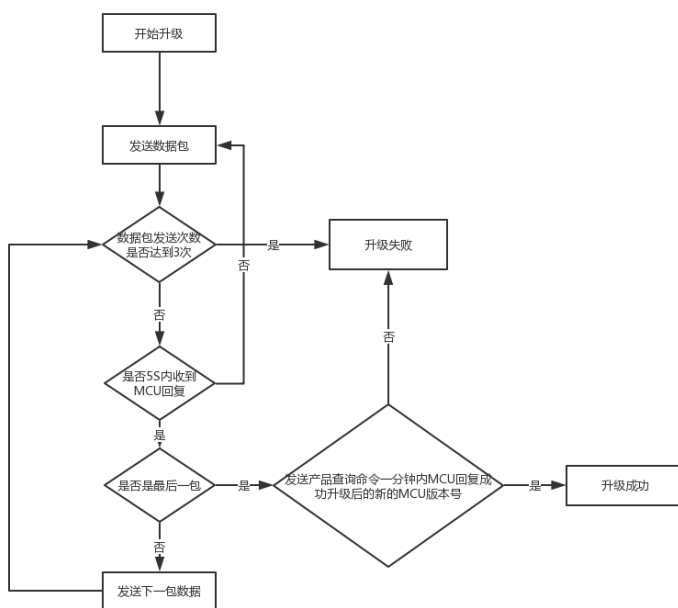 开始升级
发送数据包
数据包发送次数
是否达到3次
是
升级失败
否
否
否
是否5S内收到
MCU回复
是
发送产品查询命令一分钟内MCU回复成
功升级后的新的MCU版本号
是否是最后一包
是
是
升级成功
否
发送下一包数据